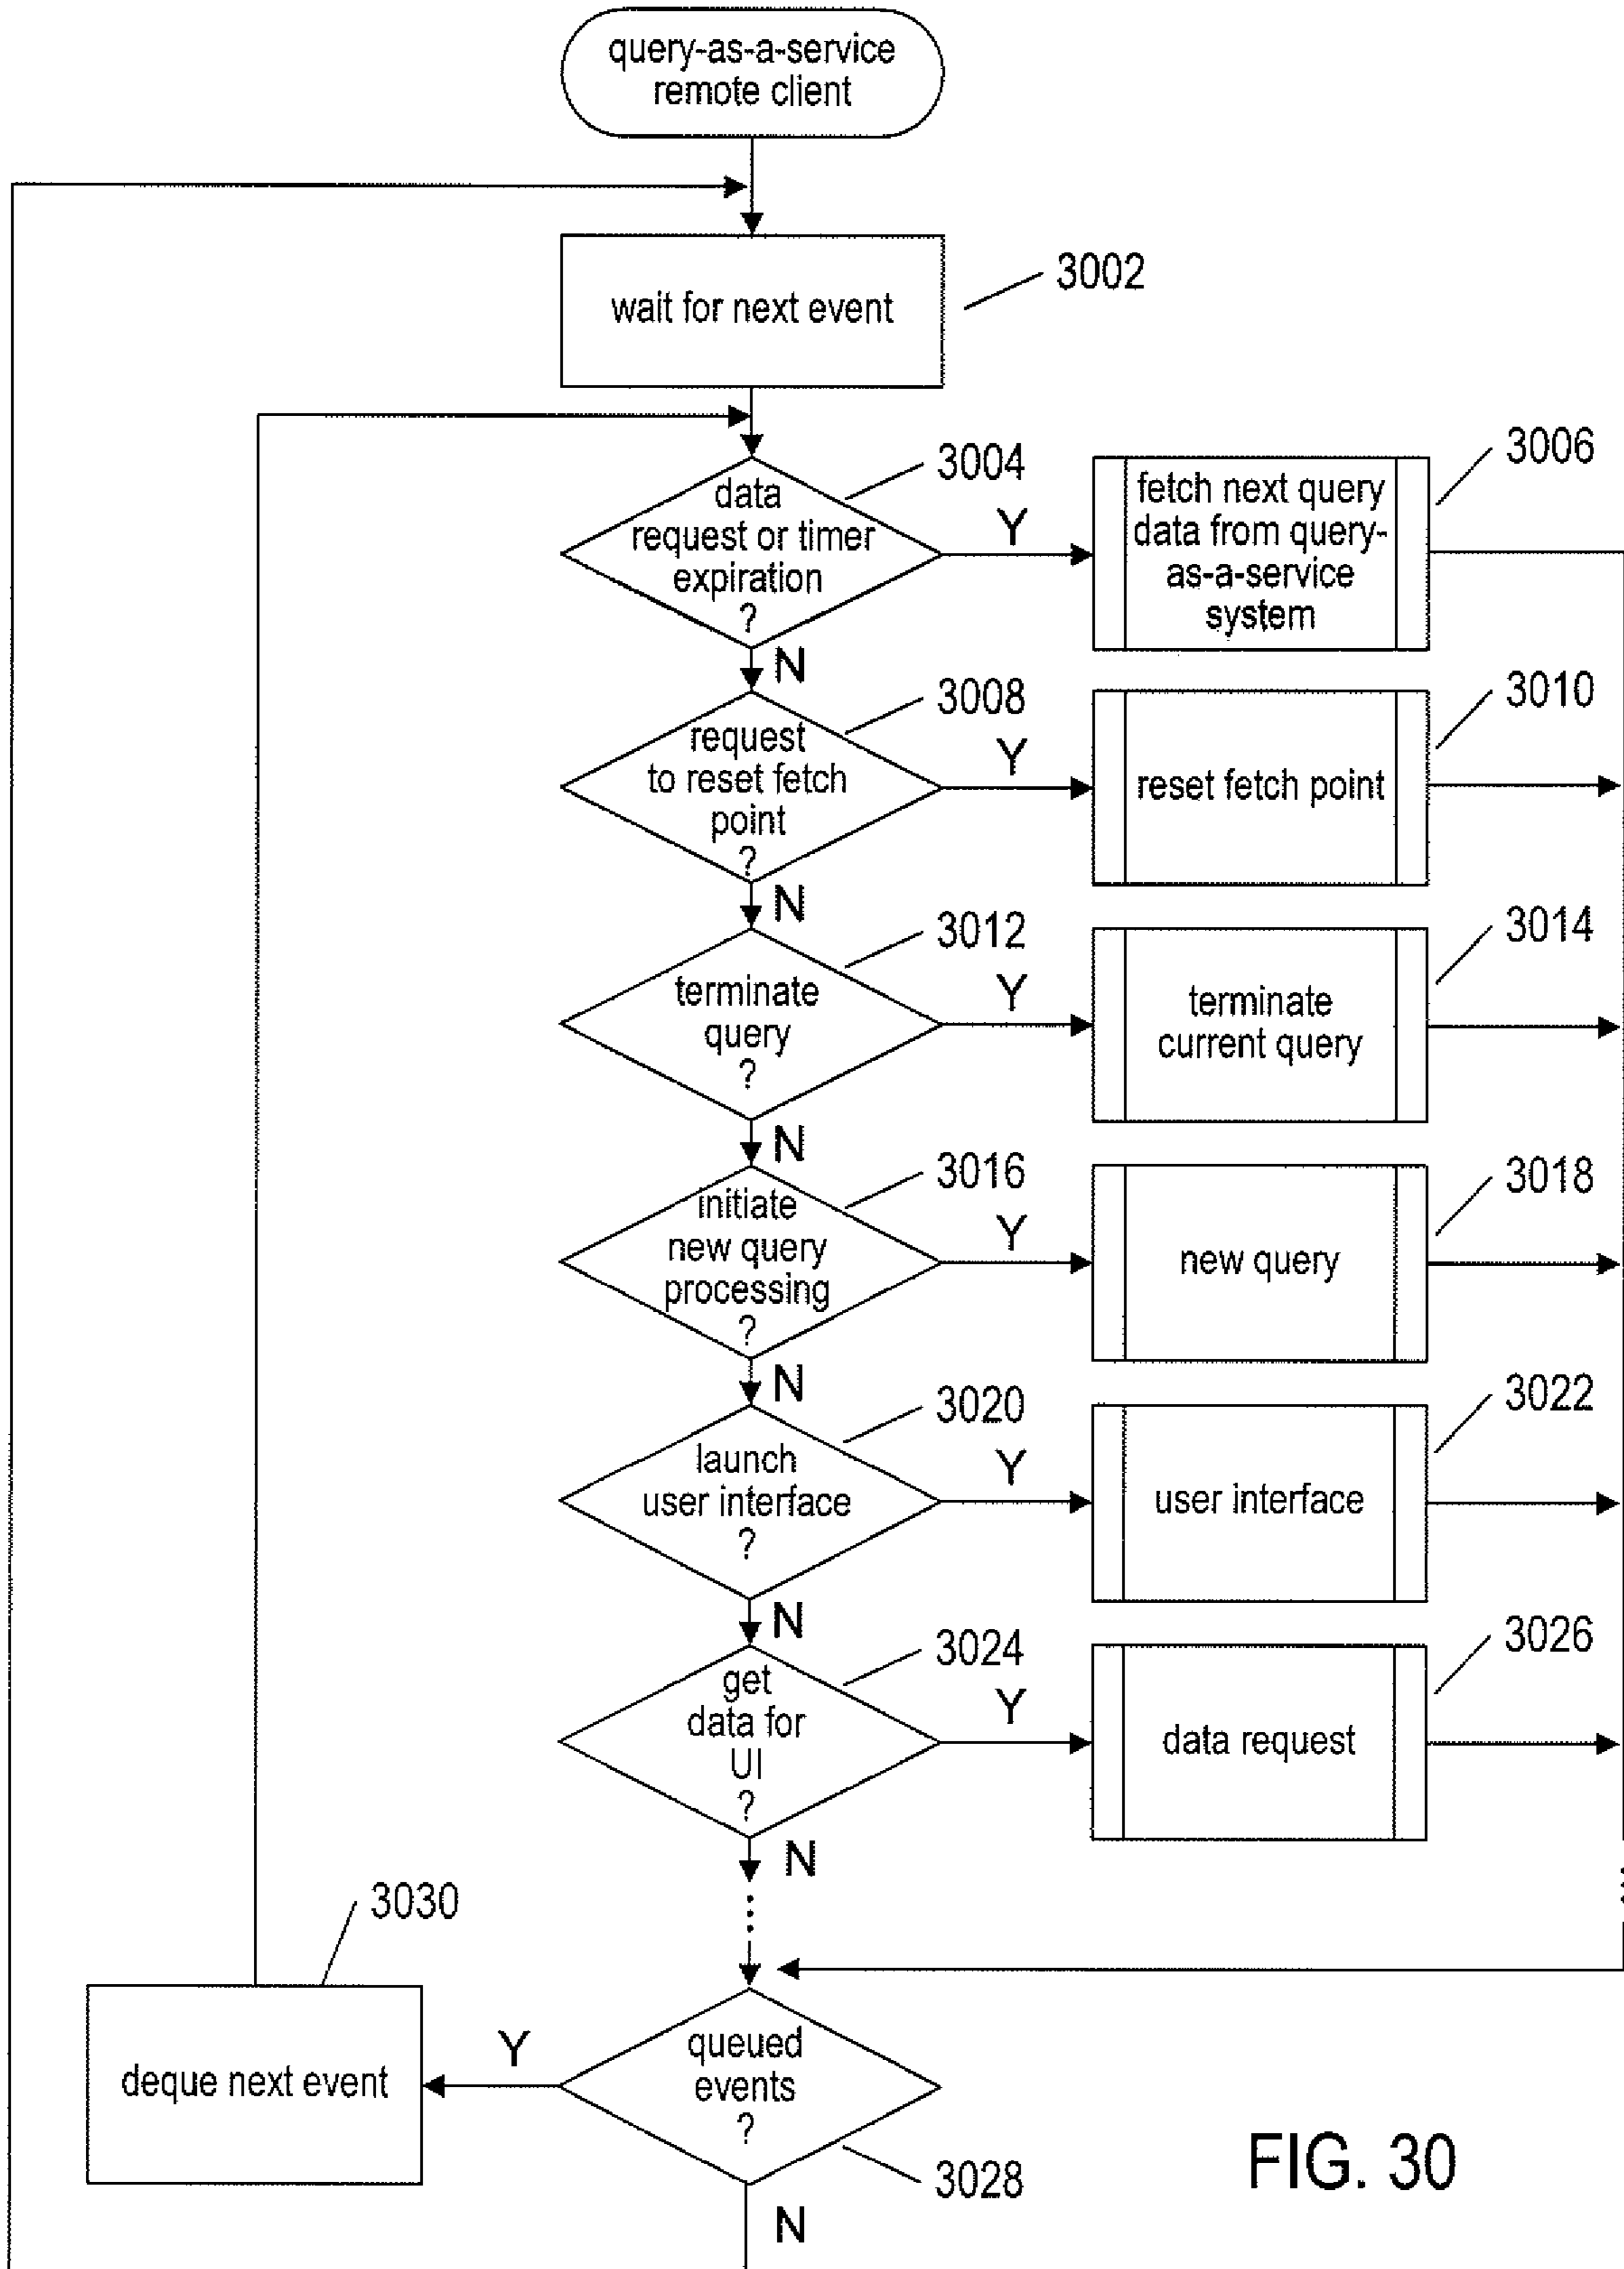 query-as-a-service
remote client
wait for next event
3002
data
request or timer
expiration
?
3004
Y
fetch next query
data from query-
as-a-service
system
3006
N
request
to reset fetch
point
?
3008
Y
reset fetch point
3010
N
terminate
query
?
3012
Y
terminate
current query
3014
N
initiate
new query
processing
?
3016
Y
new query
3018
N
launch
user interface
?
3020
Y
user interface
3022
N
get
data for
UI
?
3024
Y
data request
3026
N
3030
deque next event
Y
queued
events
?
3028
N
FIG. 30